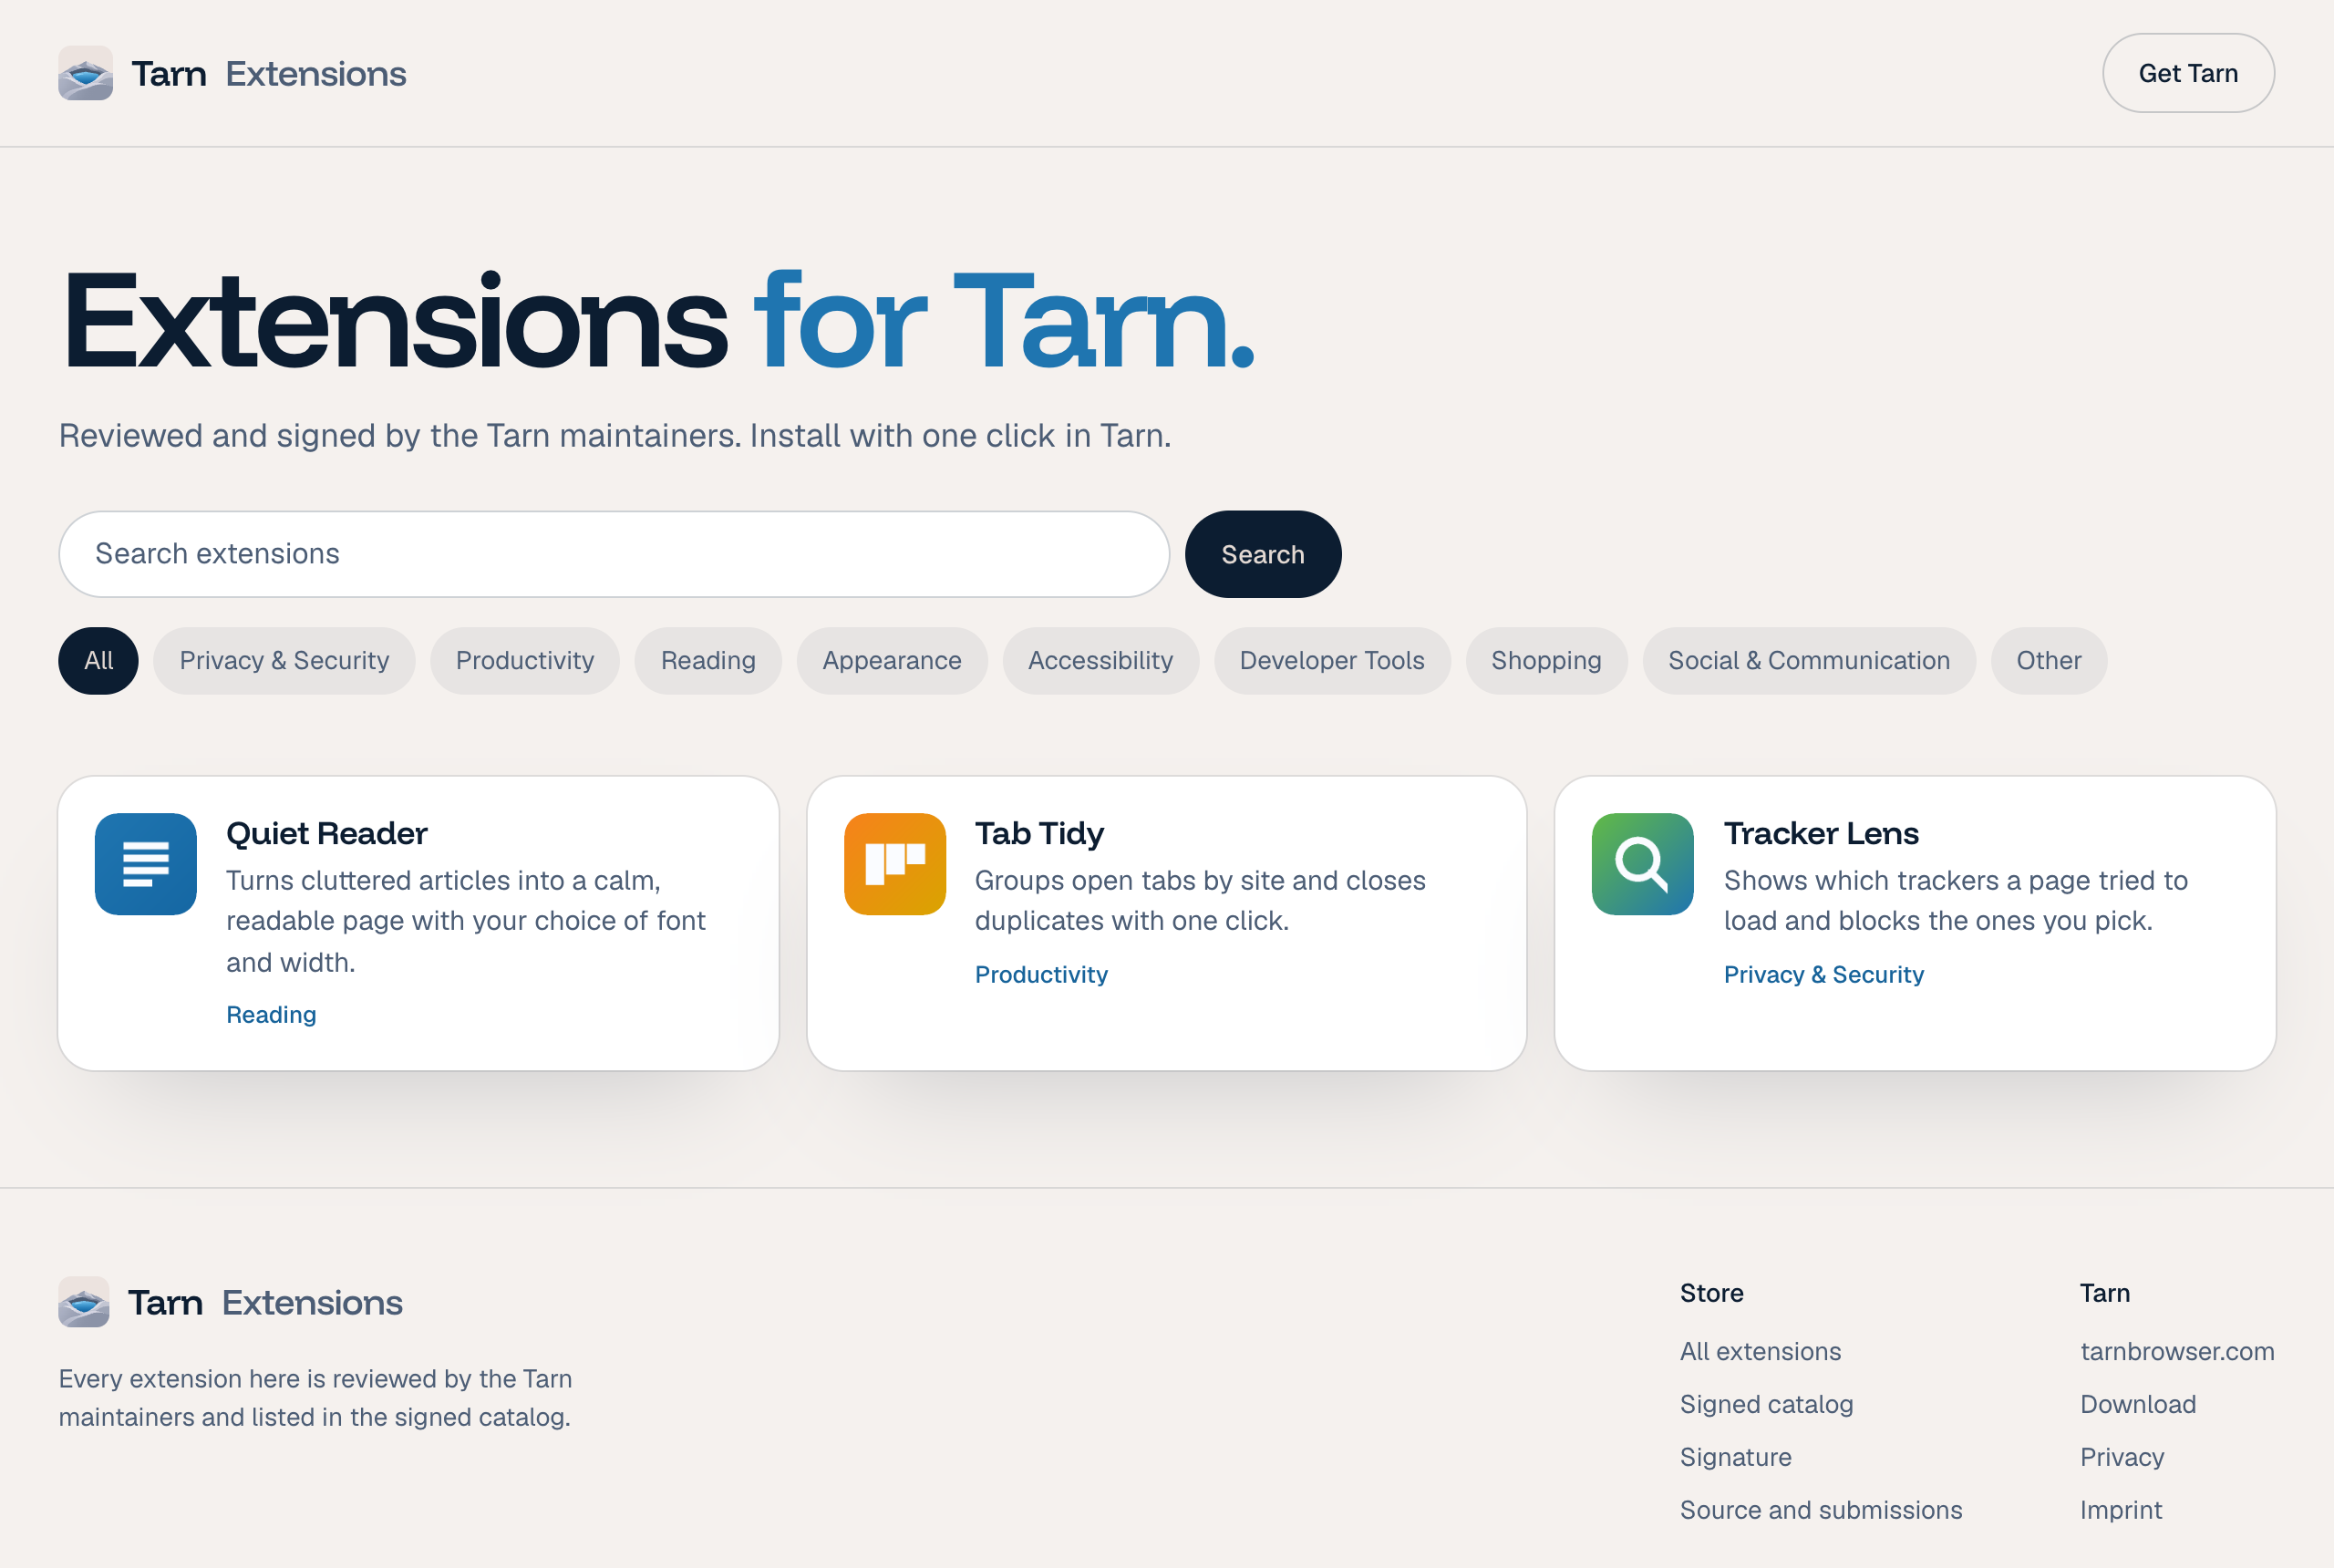 Tarn Extensions
Get Tarn
Extensions for Tarn.
Reviewed and signed by the Tarn maintainers. Install with one click in Tarn.
Search extensions
Search
All
Privacy & Security
Productivity
Reading
Appearance
Accessibility
Developer Tools
Shopping
Social & Communication
Other
Quiet Reader
Turns cluttered articles into a calm,
readable page with your choice of font
and width.
Reading
Tab Tidy
Groups open tabs by site and closes
duplicates with one click.
Productivity
Tracker Lens
Shows which trackers a page tried to
load and blocks the ones you pick.
Privacy & Security
Tarn Extensions
Every extension here is reviewed by the Tarn
maintainers and listed in the signed catalog.
Store
All extensions
Signed catalog
Signature
Source and submissions
Tarn
tarnbrowser.com
Download
Privacy
Imprint